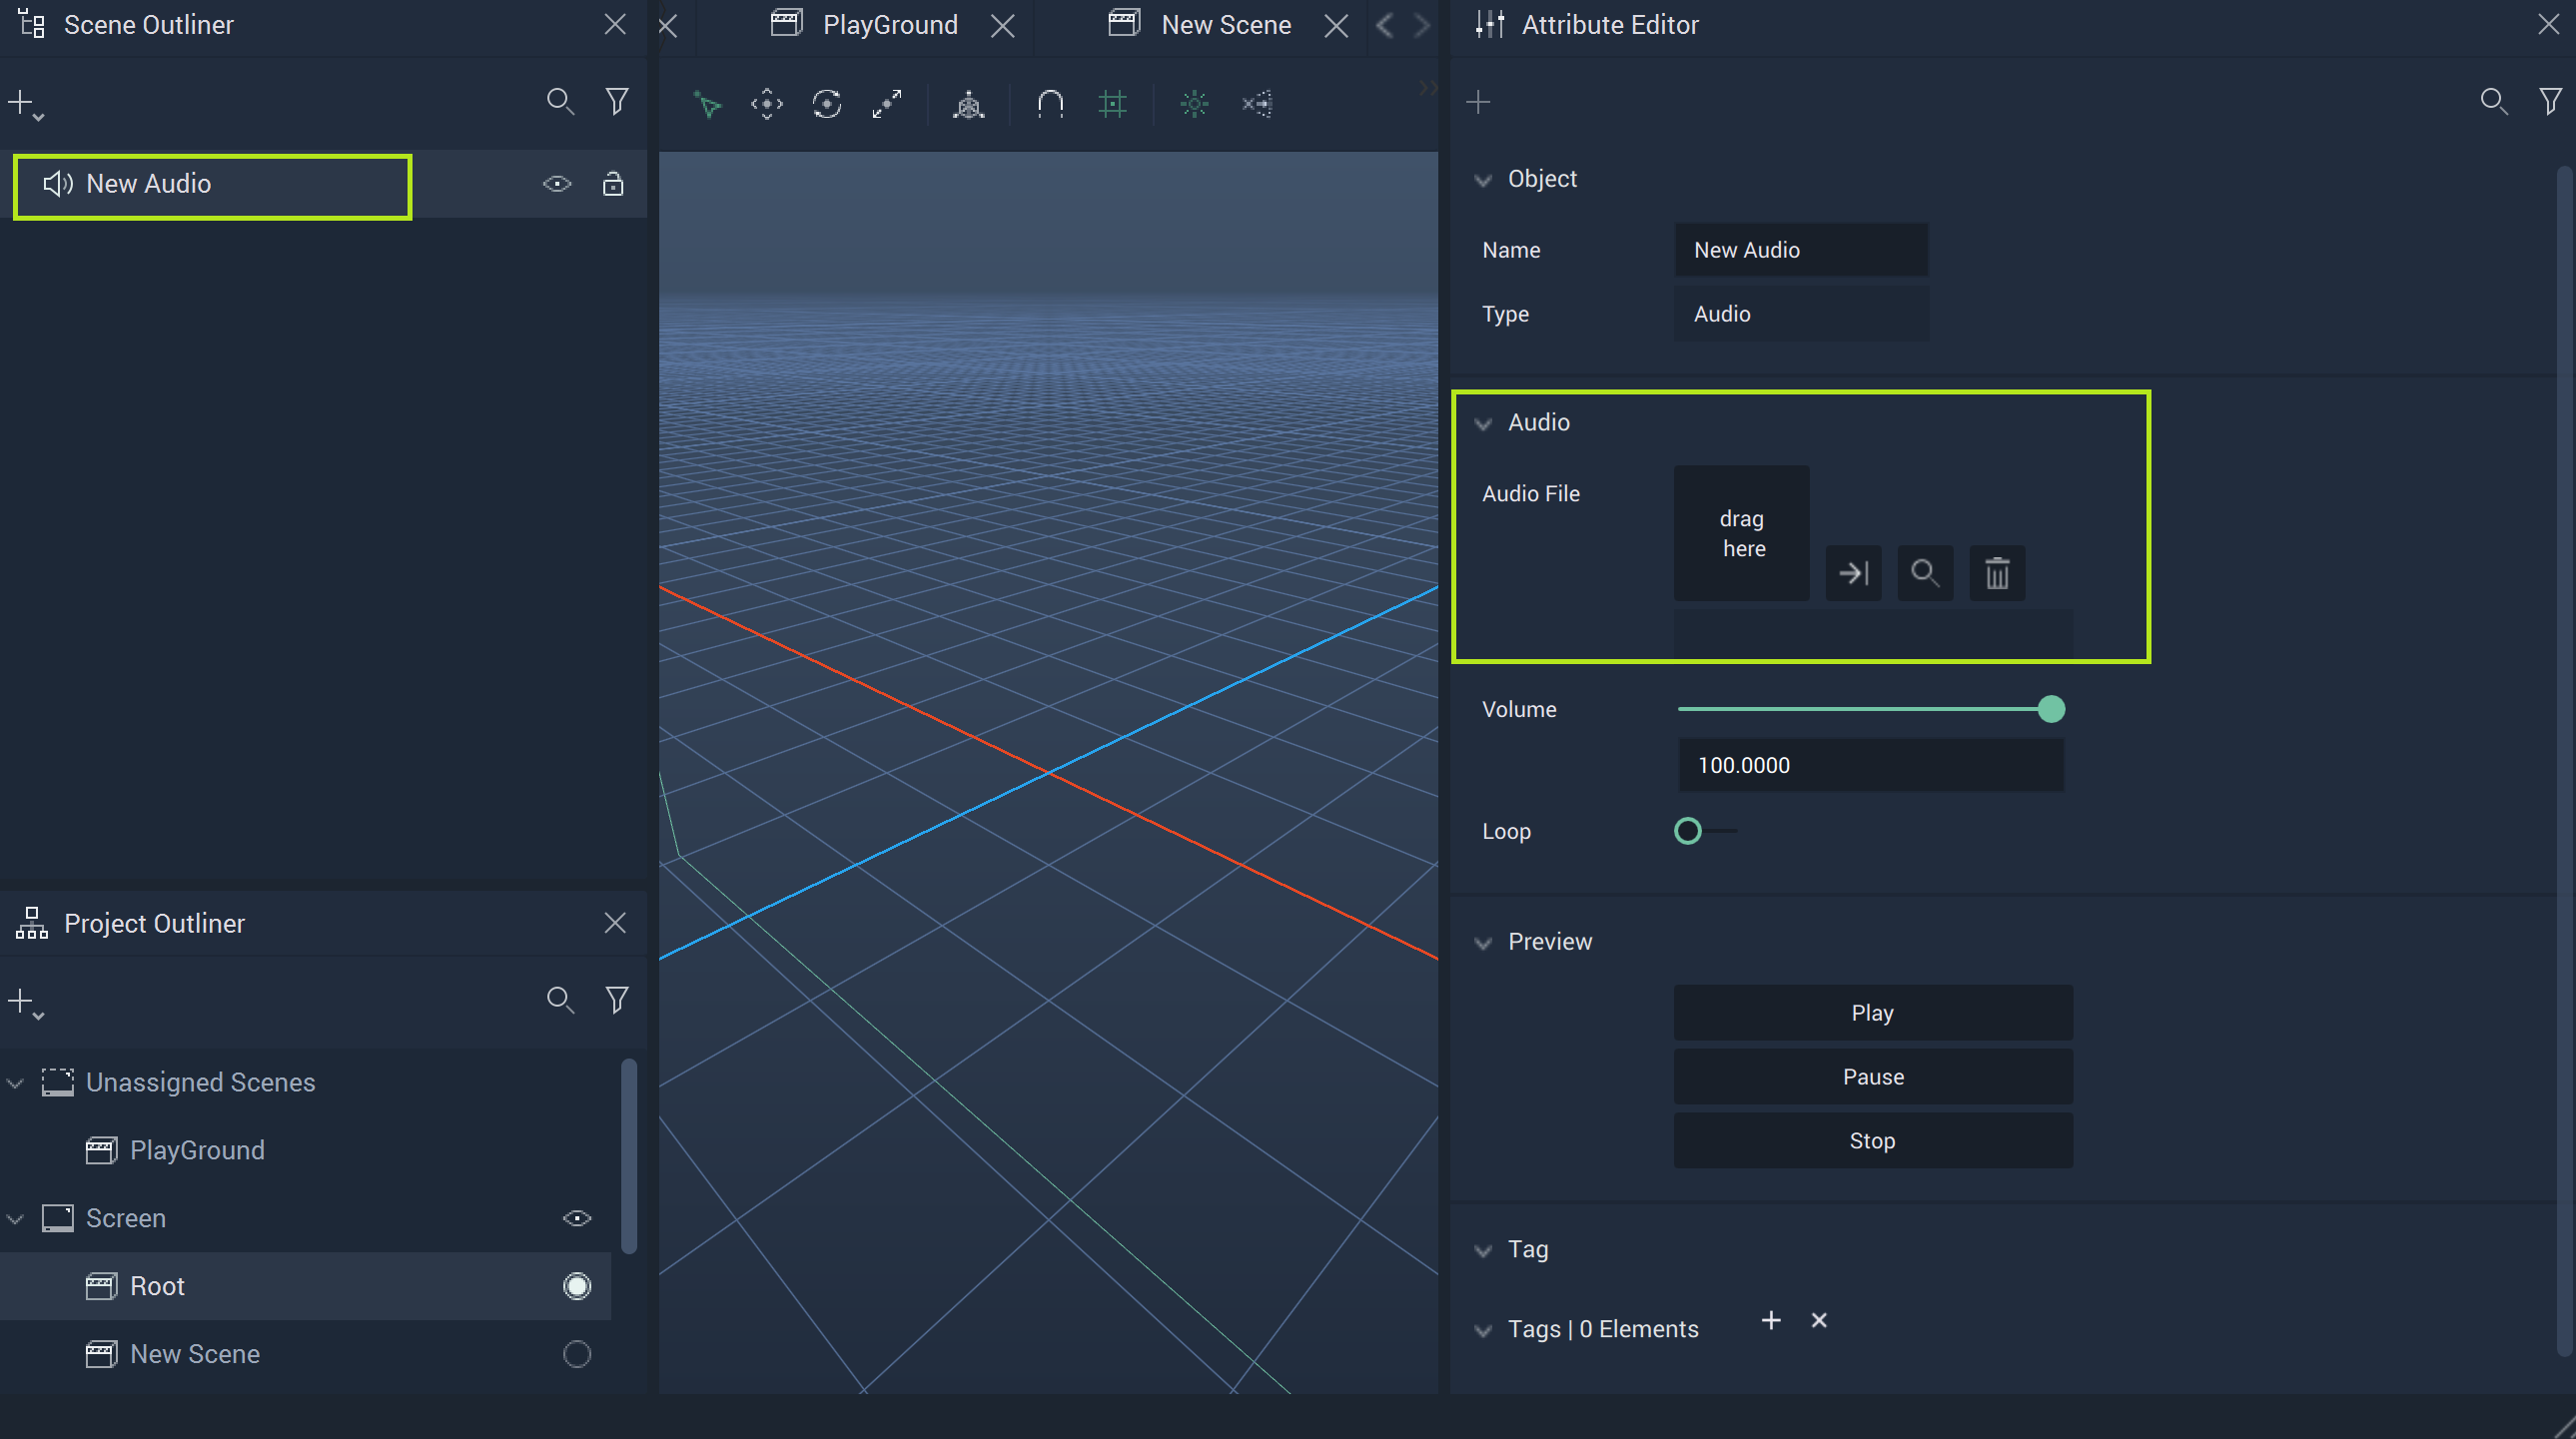 Scene Outliner
New Audio
Project Outliner
Unassigned Scenes
PlayGround
Screen
Root
New Scene
PlayGround
New Scene
Attribute Editor
Object
Name
New Audio
Type
Audio
Audio
Audio File
drag
here
Volume
100.0000
Loop
Preview
Play
Pause
Stop
Tag
Tags | 0 Elements